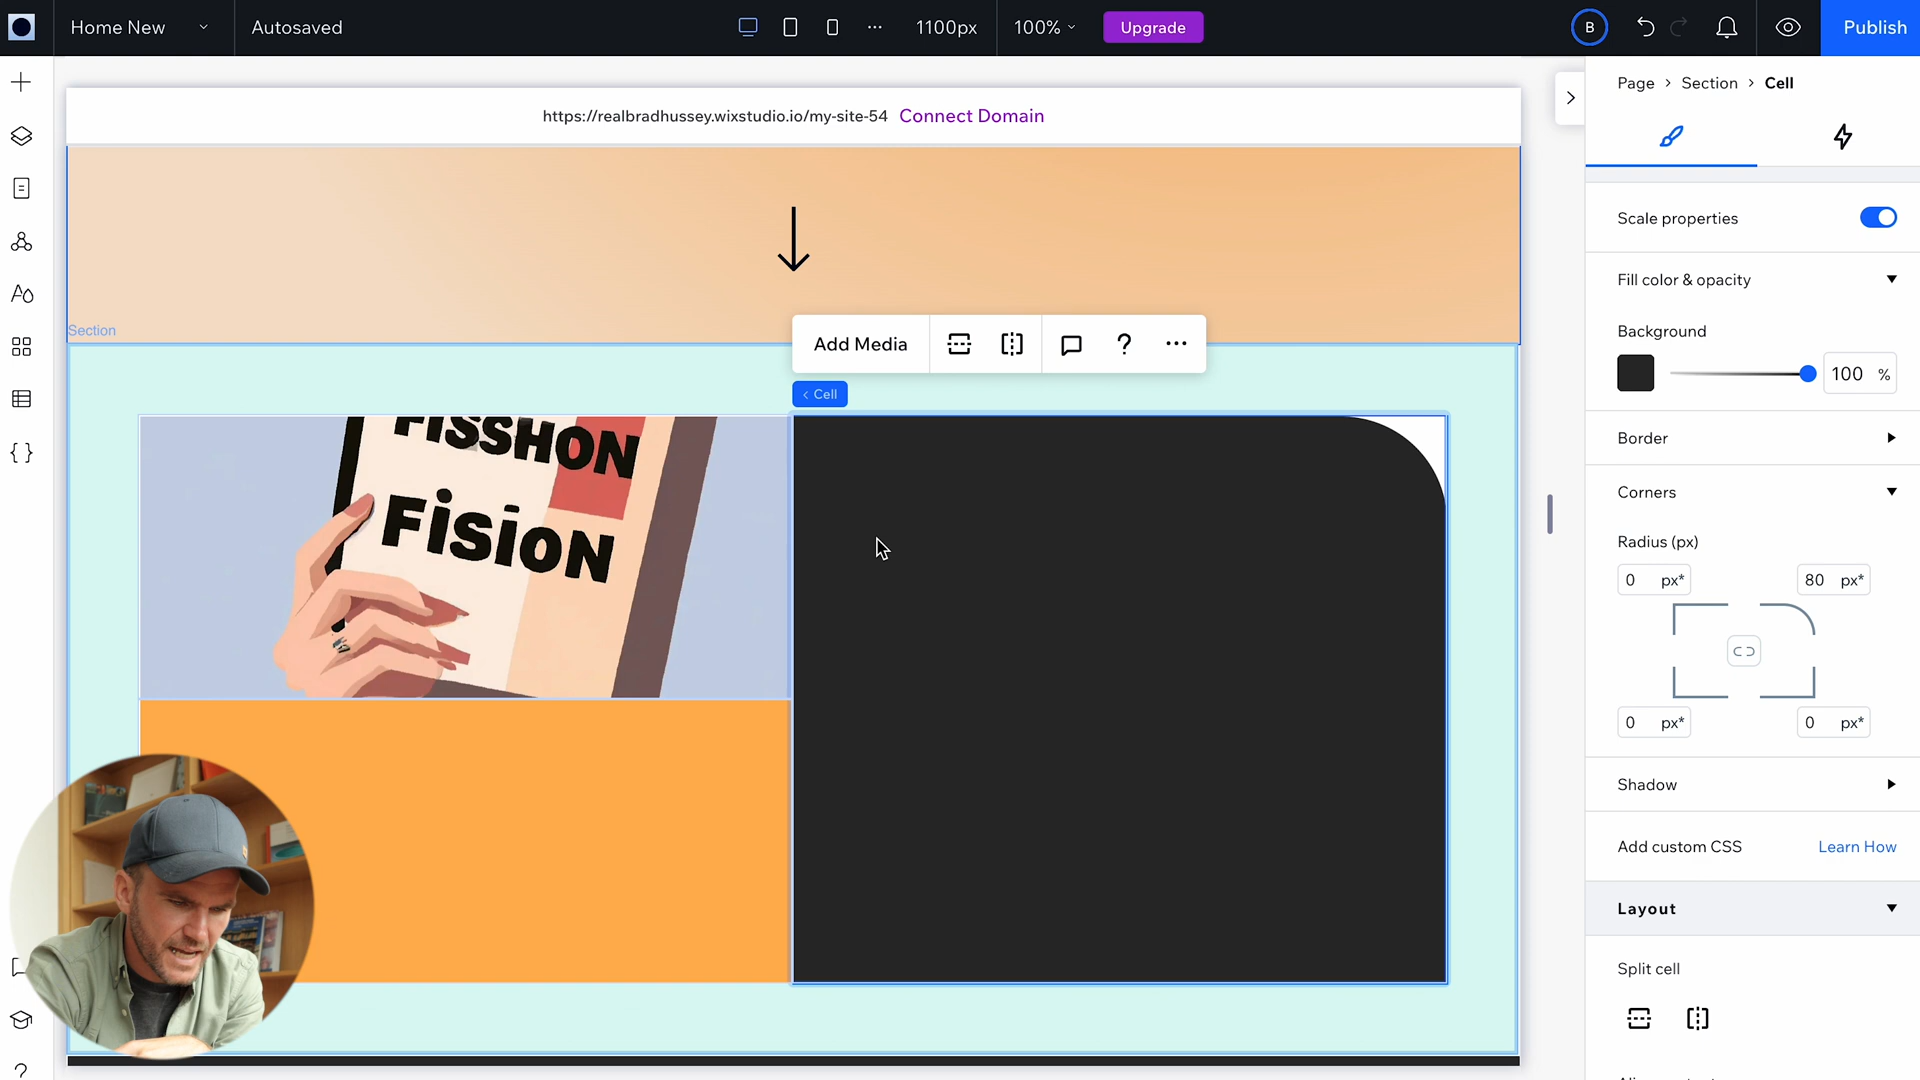 Home New
Autosaved
1100px
100%
Upgrade
B
Publish
https://realbradhussey.wixstudio.io/my-site-54 Connect Domain
Page > Section > Cell
Scale properties
Fill color & opacity
Background
100 %
Border
Corners
Radius (px)
0 px*
80 px*
0 px*
0 px*
Shadow
Add custom CSS
Learn How
Layout
Split cell
Section
Add Media
?
< Cell
FISSHON
FisioN
?